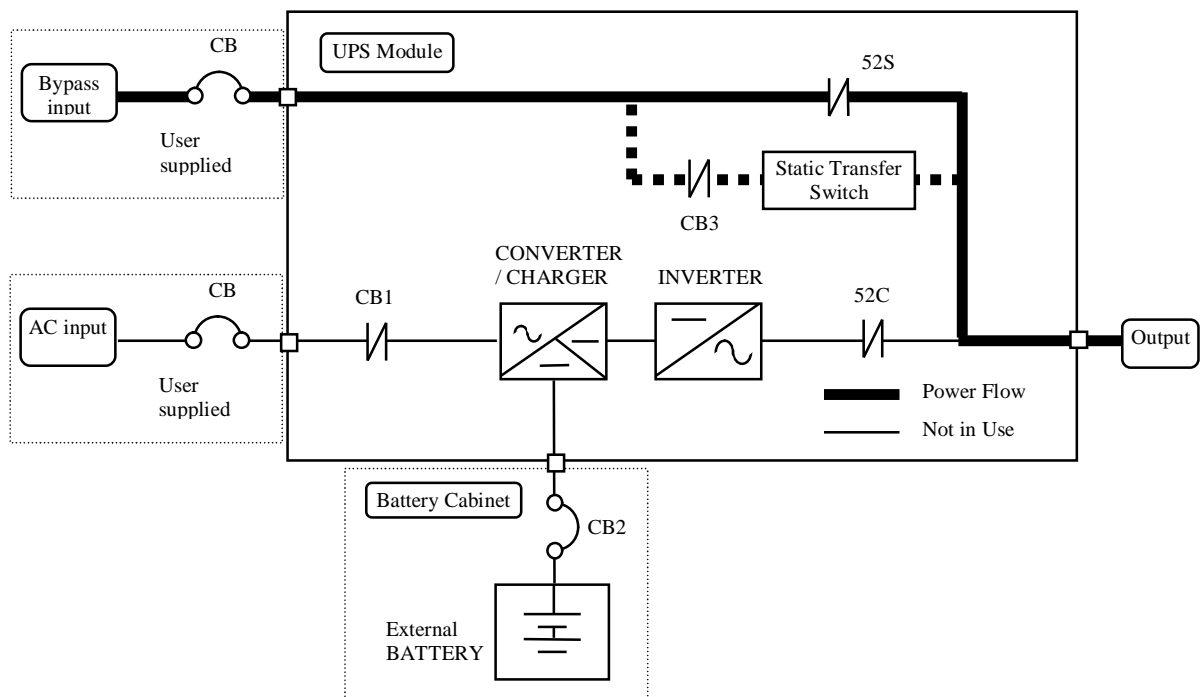 CB
UPS Module
52S
Bypass
input
User
supplied
Static Transfer
Switch
CB3
CONVERTER
/ CHARGER
INVERTER
CB
CB1
52C
AC input
Output
User
supplied
Power Flow
Not in Use
Battery Cabinet
CB2
External
BATTERY